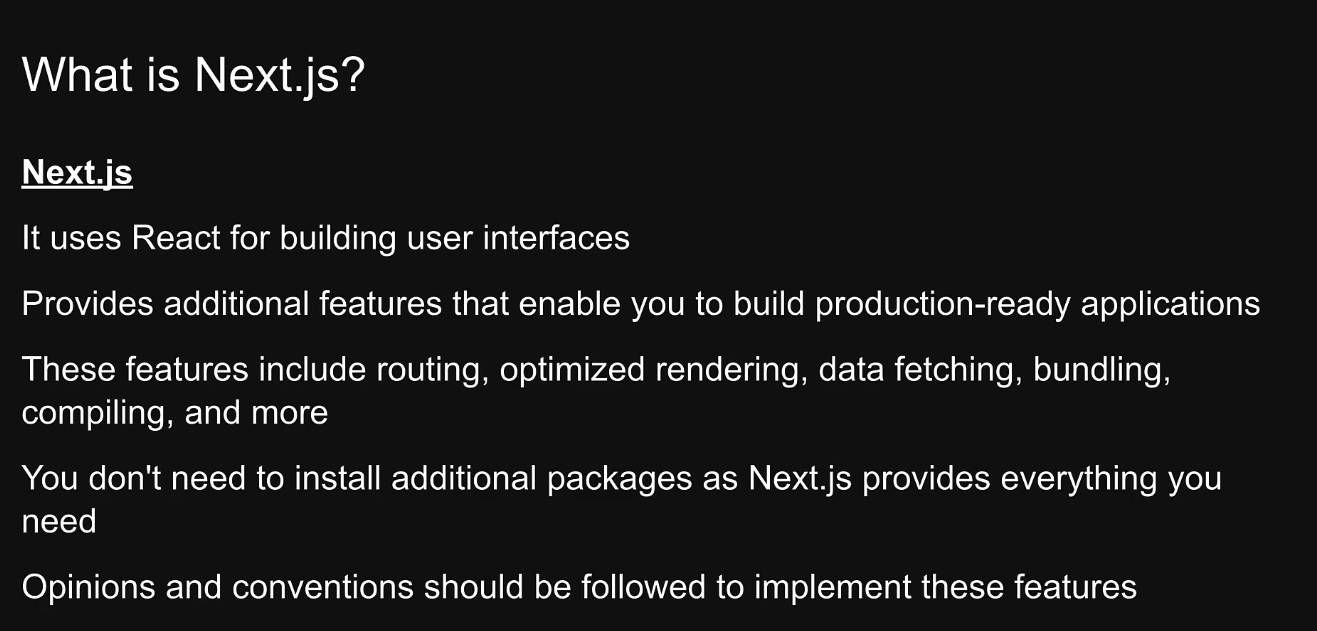 What is Next.js?
Next.js
It uses React for building user interfaces
Provides additional features that enable you to build production-ready applications
These features include routing, optimized rendering, data fetching, bundling,
compiling, and more
You don't need to install additional packages as Next.js provides everything you
need
Opinions and conventions should be followed to implement these features